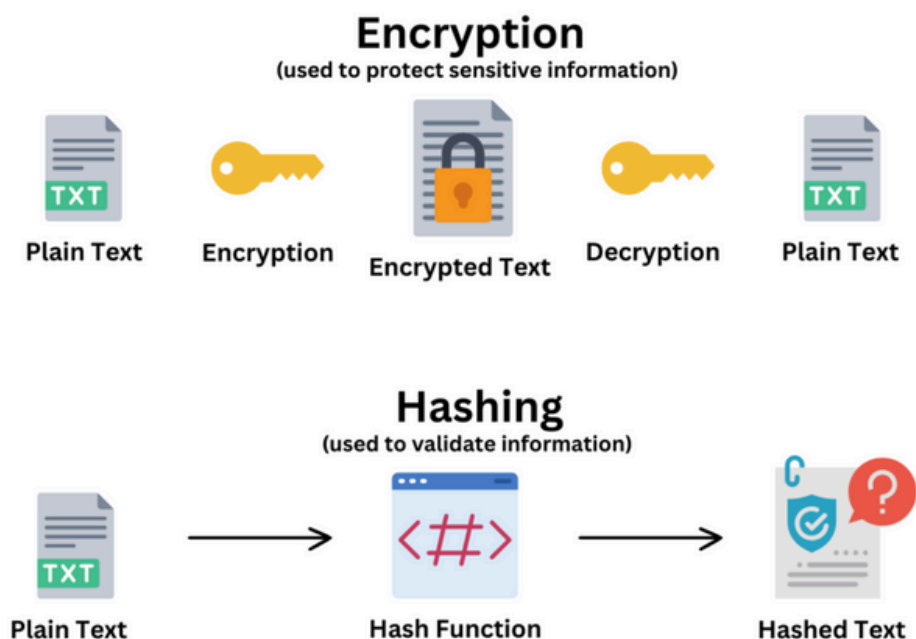 Encryption
(used to protect sensitive information)
TXT
TXT
Plain Text
Encryption
Encrypted Text
Decryption
Plain Text
Hashing
(used to validate information)
<#>
?
TXT
Plain Text
Hash Function
Hashed Text